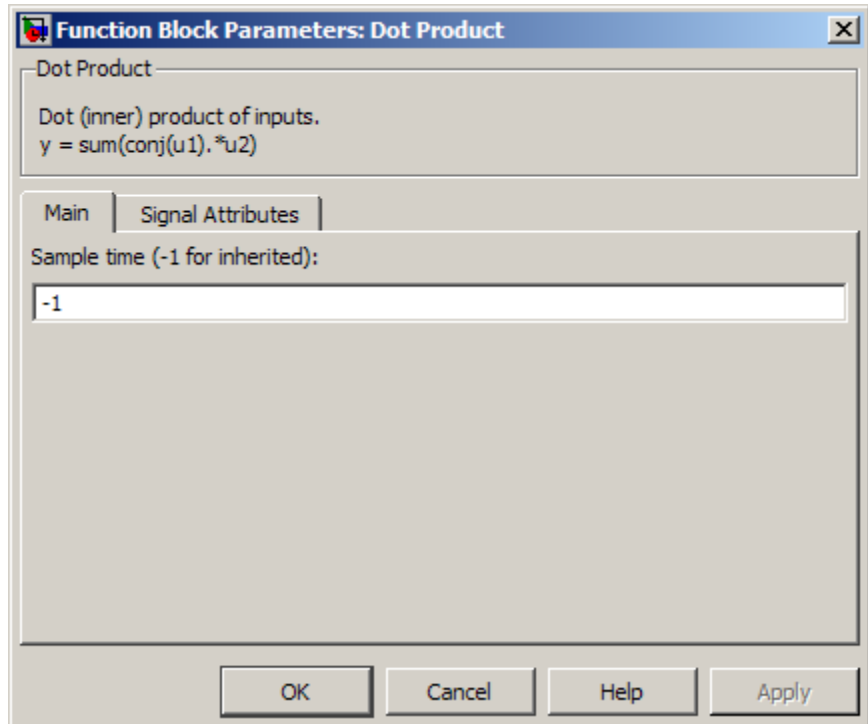 Function Block Parameters: Dot Product
Dot Product
Dot (inner) product of inputs.
y = sum(conj(u1).*u2)
Main Signal Attributes
Sample time (-1 for inherited):
-1
OK Cancel Help Apply